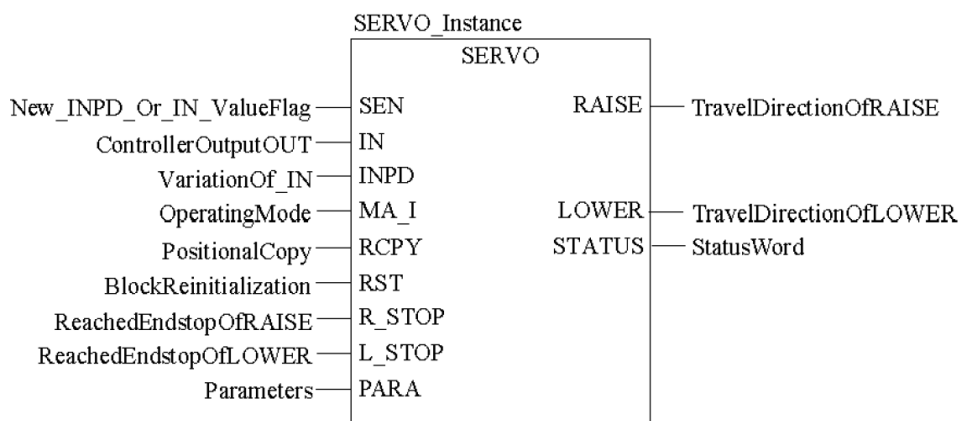 SERVO_Instance
SERVO
New_INPD_Or_IN_ValueFlag SEN RAISE TravelDirectionOfRAISE
ControllerOutputOUT IN
VariationOf_IN INPD
OperatingMode MA_I LOWER TravelDirectionOfLOWER
PositionalCopy RCPY STATUS StatusWord
BlockReinitialization RST
ReachedEndstopOfRAISE R_STOP
ReachedEndstopOfLOWER L_STOP
Parameters PARA